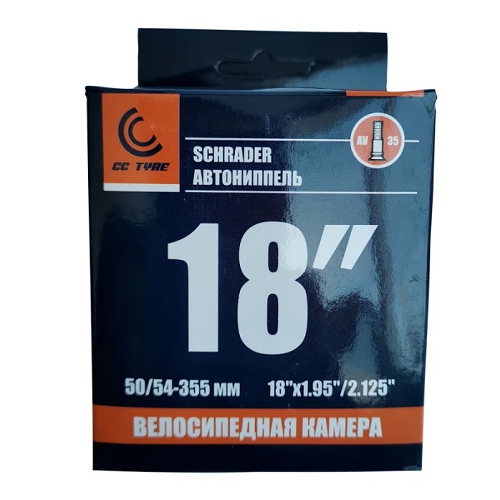 CC TYRE
SCHRADER
АВТОНИППЕЛЬ
AV 35
18"
50/54-355 мм 18"x1.95"/2.125"
ВЕЛОСИПЕДНАЯ КАМЕРА